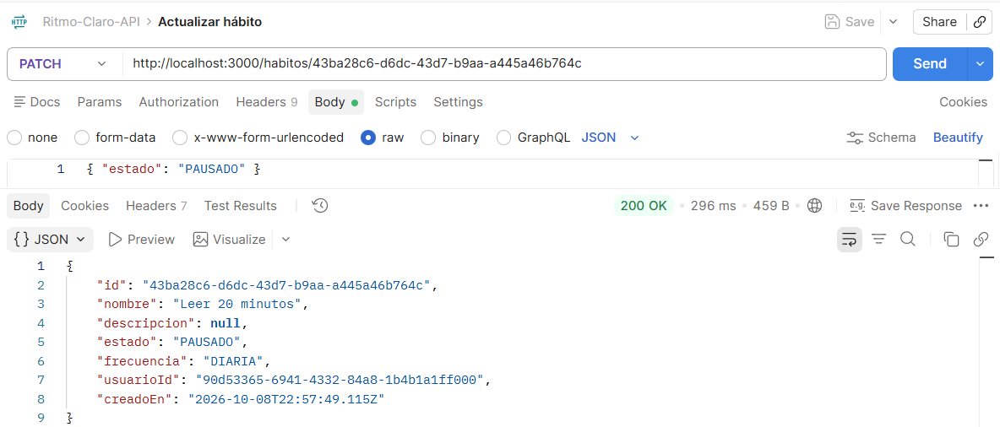 HTTP Ritmo-Claro-API > Actualizar hábito Save Share
PATCH http://localhost:3000/habitos/43ba28c6-d6dc-43d7-b9aa-a445a46b764c Send
Docs Params Authorization Headers 9 Body Scripts Settings Cookies
none form-data x-www-form-urlencoded raw binary GraphQL JSON Schema Beautify
1 { "estado": "PAUSADO" }
Body Cookies Headers 7 Test Results 200 OK • 296 ms • 459 B • e.g. Save Response •••
{} JSON Preview Visualize
1 {
2 "id": "43ba28c6-d6dc-43d7-b9aa-a445a46b764c",
3 "nombre": "Leer 20 minutos",
4 "descripcion": null,
5 "estado": "PAUSADO",
6 "frecuencia": "DIARIA",
7 "usuarioId": "90d53365-6941-4332-84a8-1b4b1a1ff000",
8 "creadoEn": "2026-10-08T22:57:49.115Z"
9 }